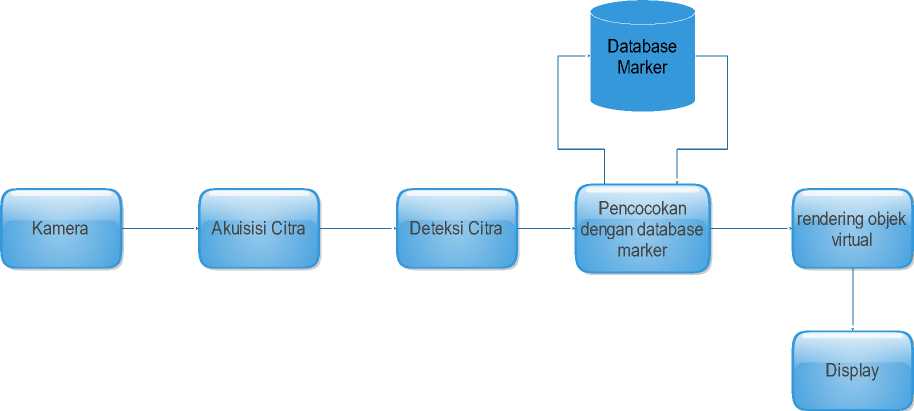 Database
Marker
Kamera
Akuisisi Citra
Deteksi Citra
Pencocokan
dengan database
marker
rendering objek
virtual
Display